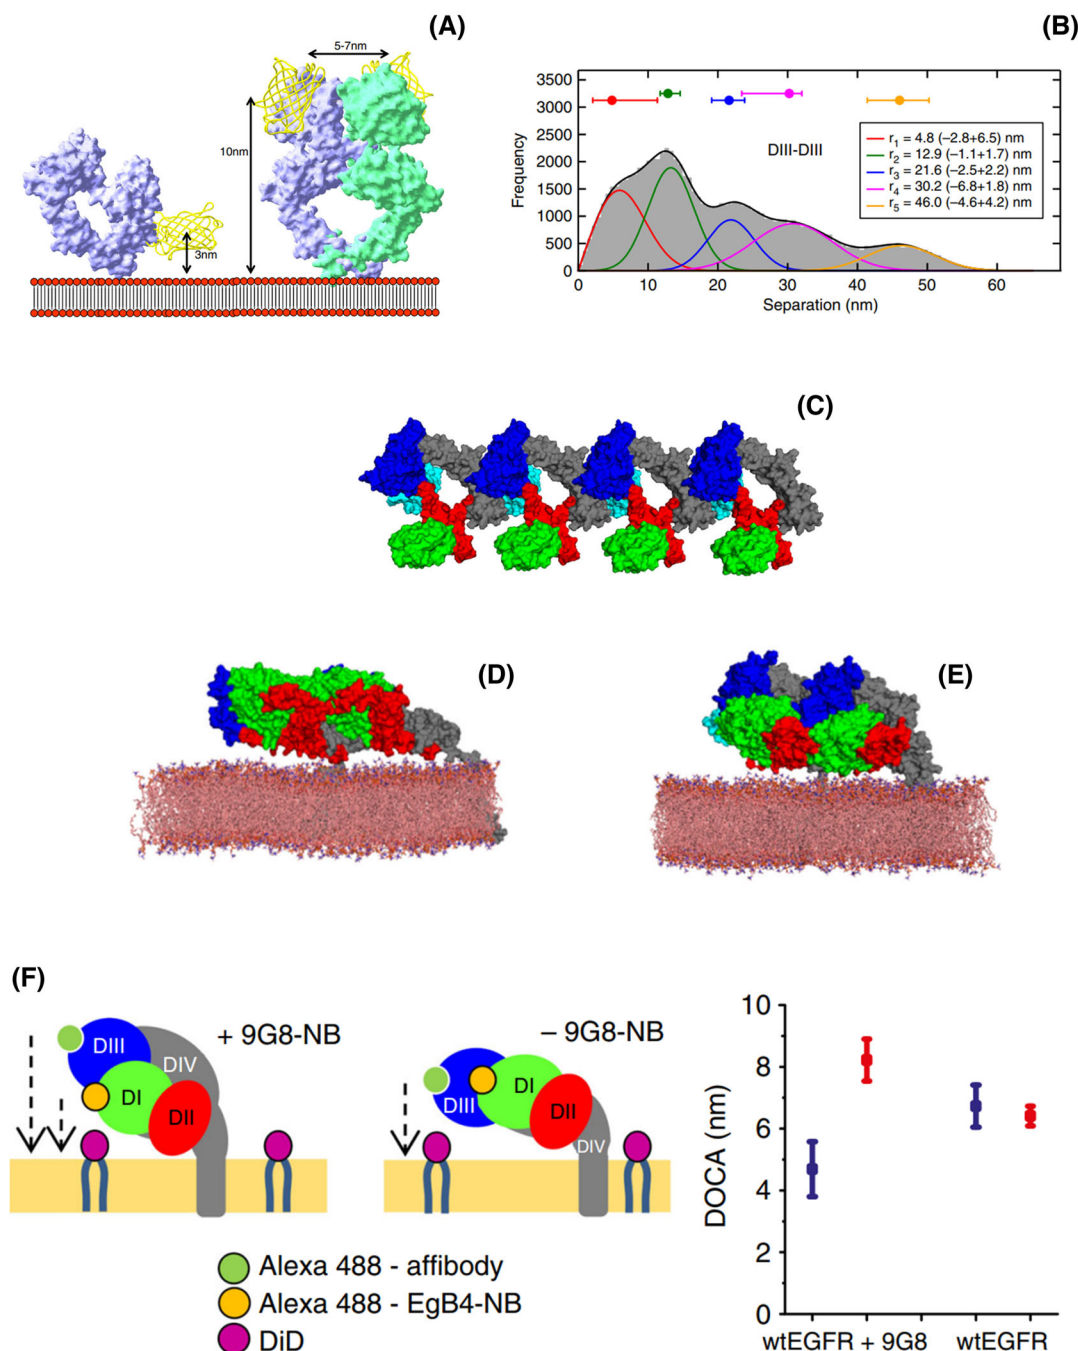 (A)
5-7nm
10nm
3nm
(B)
3500
3000
2500
2000
1500
1000
500
0
Frequency
DIII-DIII
r1 = 4.8 (−2.8+6.5) nm
r2 = 12.9 (−1.1+1.7) nm
r3 = 21.6 (−2.5+2.2) nm
r4 = 30.2 (−6.8+1.8) nm
r5 = 46.0 (−4.6+4.2) nm
0 10 20 30 40 50 60
Separation (nm)
(C)
(D)
(E)
(F)
+ 9G8-NB
DIII
DIV
DI
DII
– 9G8-NB
DIII
DI
DII
DIV
Alexa 488 - affibody
Alexa 488 - EgB4-NB
DiD
10
8
6
4
2
0
DOCA (nm)
wtEGFR + 9G8 wtEGFR